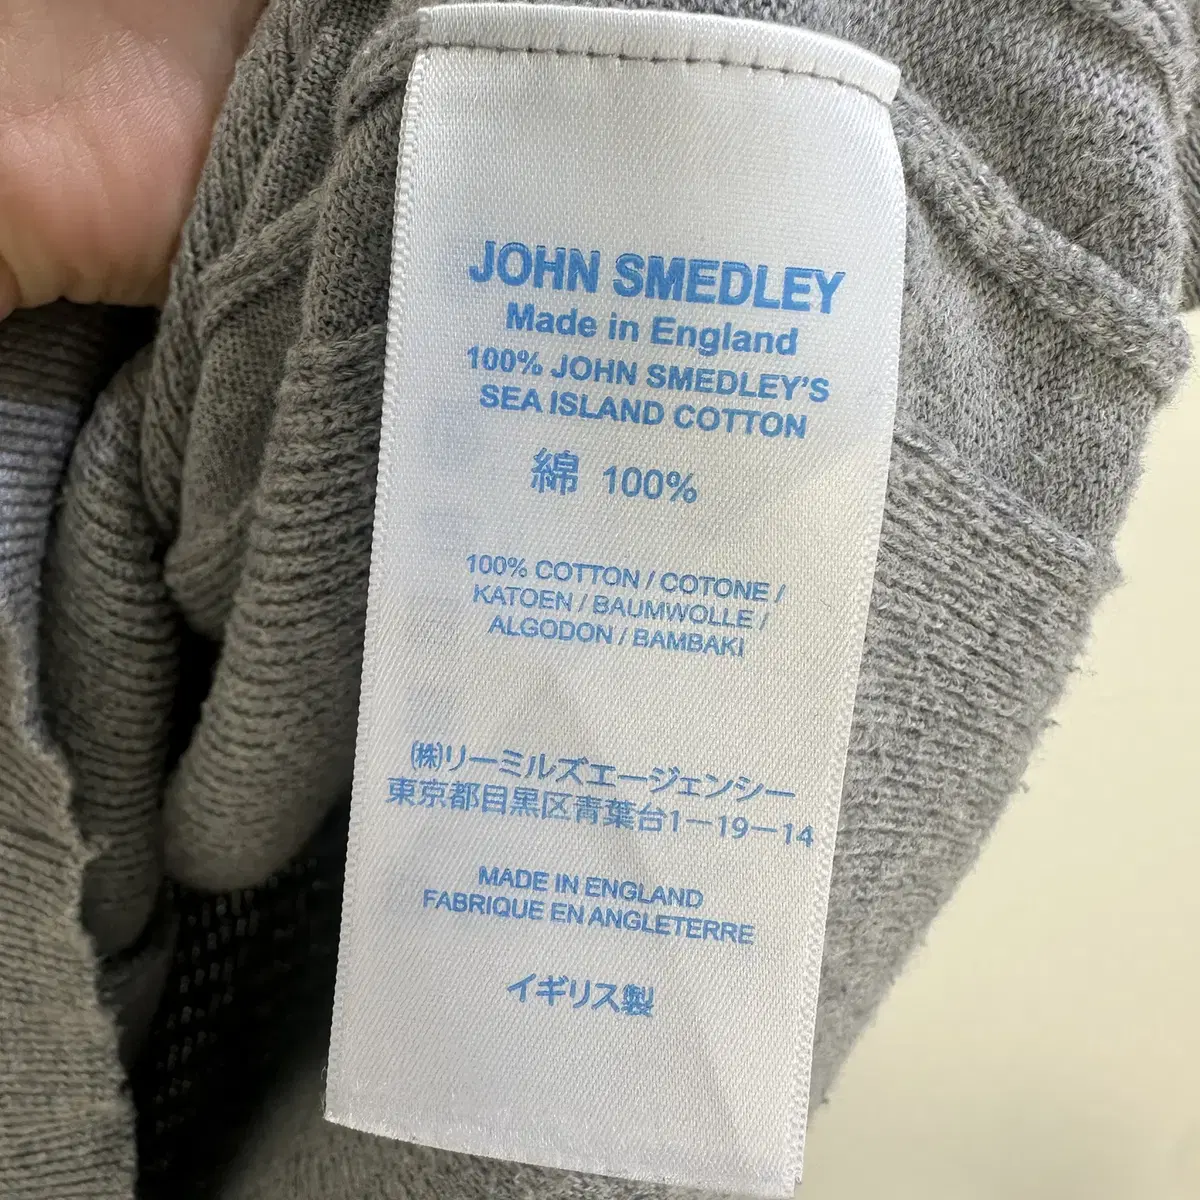 JOHN SMEDLEY
Made in England
100% JOHN SMEDLEY'S
SEA ISLAND COTTON
綿 100%
100% COTTON / COTONE /
KATOEN / BAUMWOLLE /
ALGODON / BAMBAKI
㈱リーミルズエージェンシー
東京都目黒区青葉台1-19-14
MADE IN ENGLAND
FABRIQUE EN ANGLETERRE
イギリス製